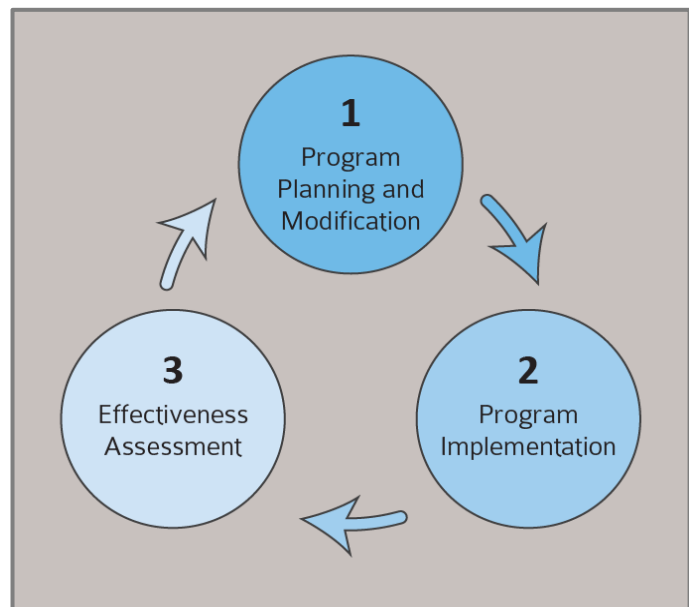 1
Program
Planning and
Modification
2
Program
Implementation
3
Effectiveness
Assessment